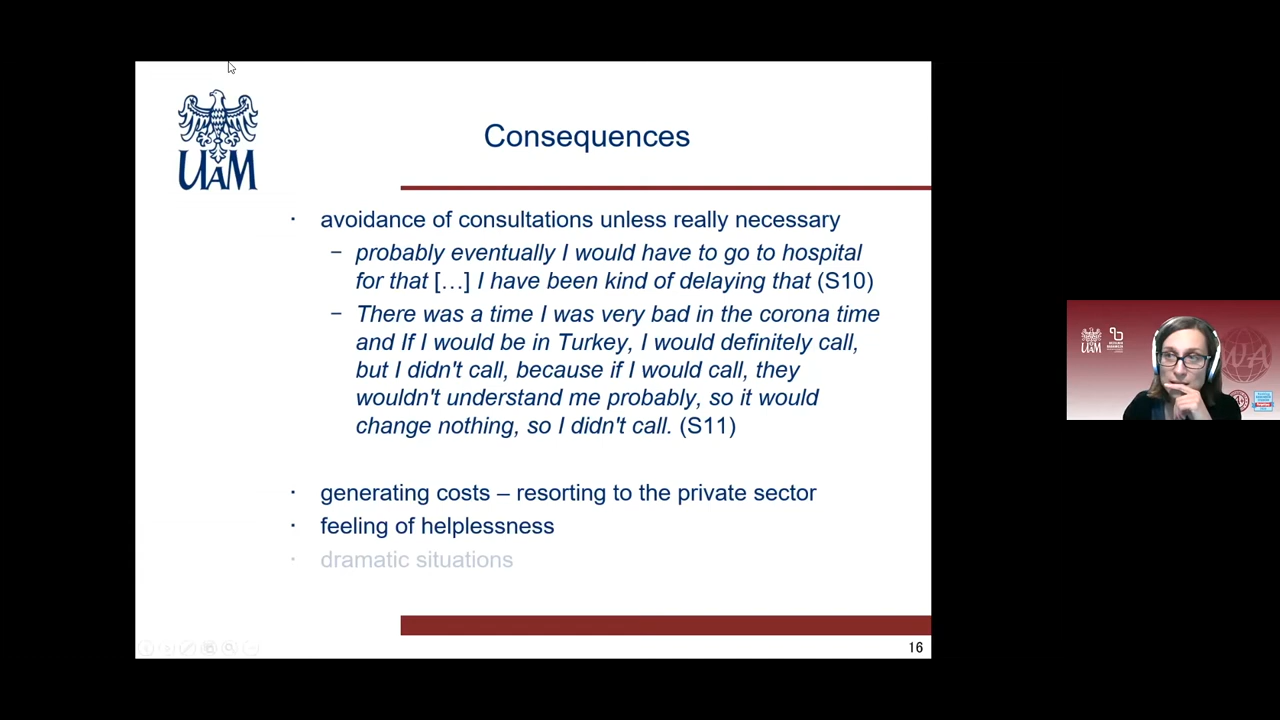 UAM
Consequences
· avoidance of consultations unless really necessary
– probably eventually I would have to go to hospital
for that […] I have been kind of delaying that (S10)
– There was a time I was very bad in the corona time
and If I would be in Turkey, I would definitely call,
but I didn't call, because if I would call, they
wouldn't understand me probably, so it would
change nothing, so I didn't call. (S11)
· generating costs – resorting to the private sector
· feeling of helplessness
· dramatic situations
16
UAM
WA